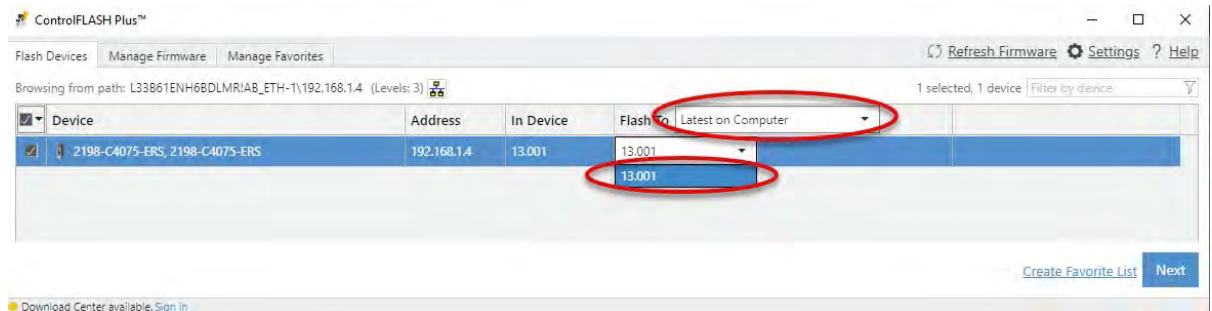 ControlFLASH Plus™
Flash Devices Manage Firmware Manage Favorites Refresh Firmware Settings ? Help
Browsing from path: L33B61ENH6BDLMR!AB_ETH-1\192.168.1.4 (Levels: 3) 1 selected, 1 device Filter by device
Device Address In Device Flash To Latest on Computer
2198-C4075-ERS, 2198-C4075-ERS 192.168.1.4 13.001 13.001
13.001
Create Favorite List Next
Download Center available. Sign in